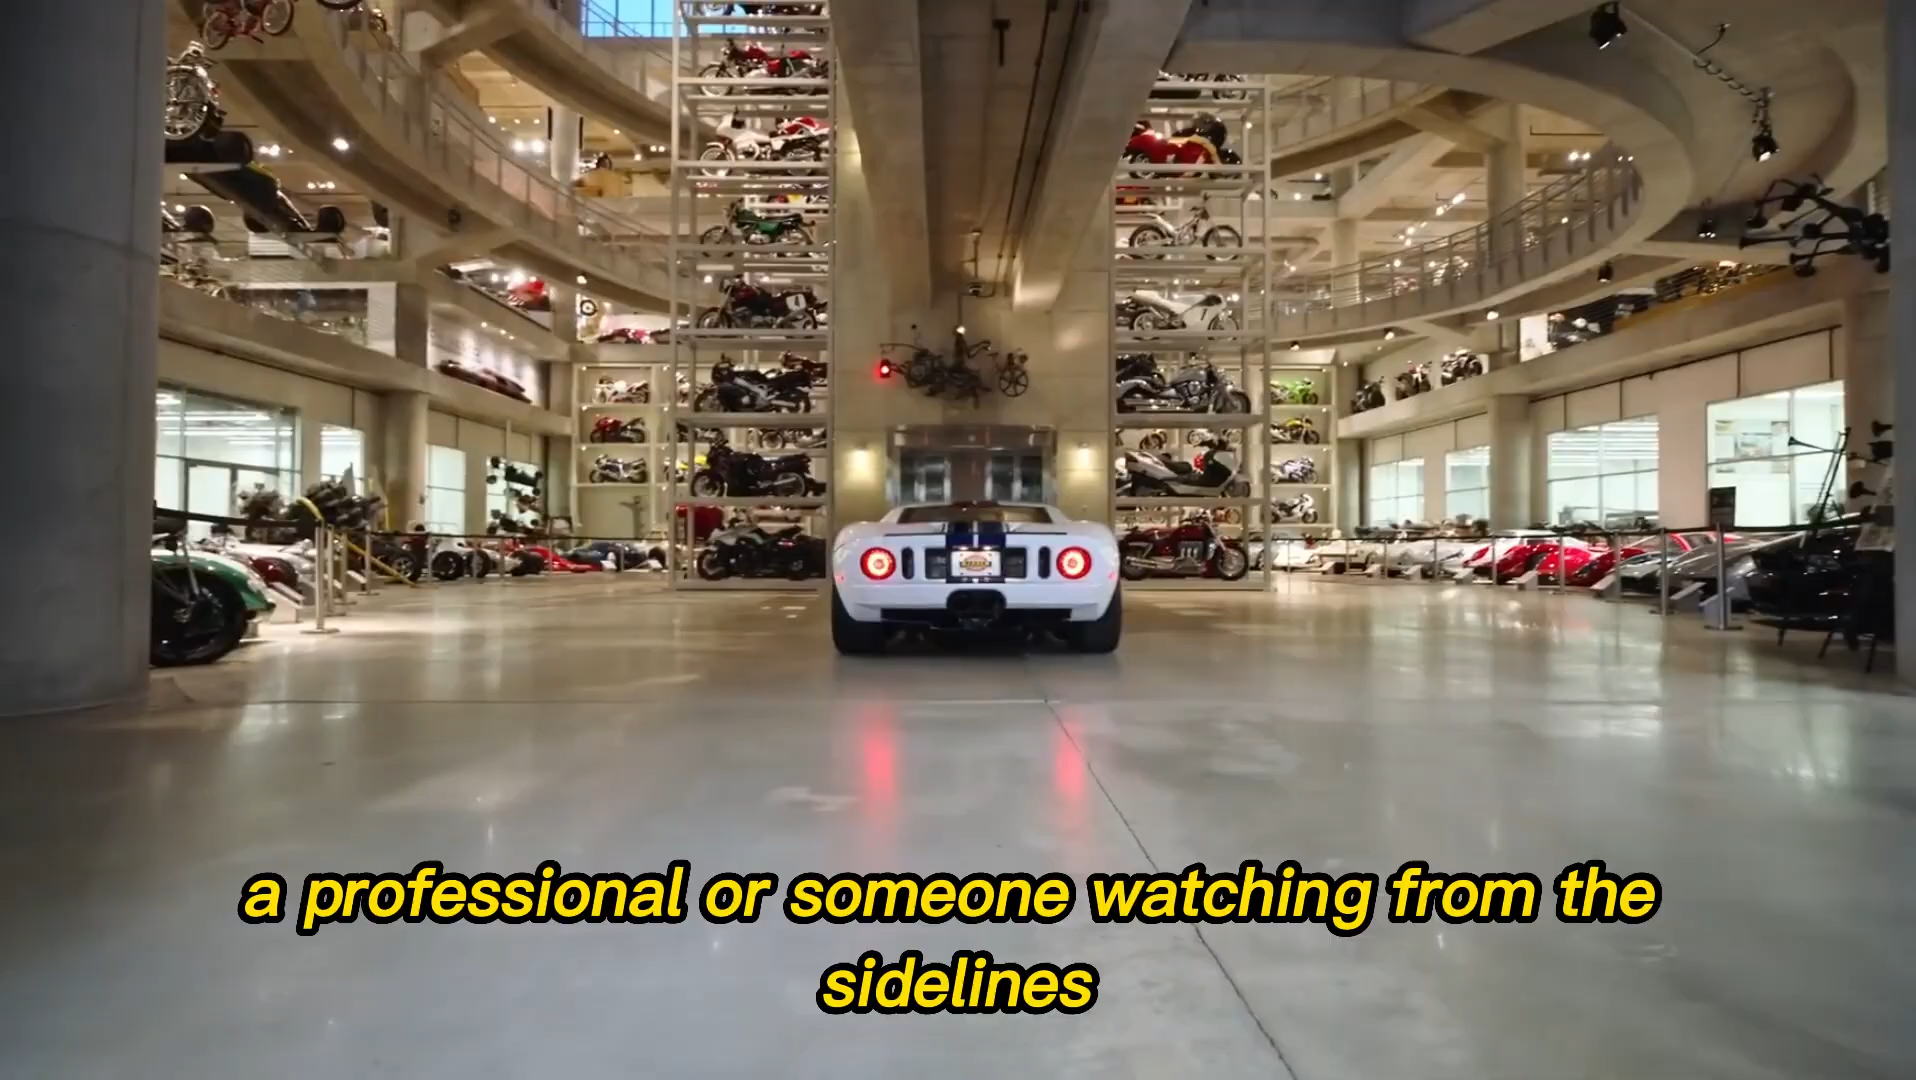 a professional or someone watching from the
sidelines